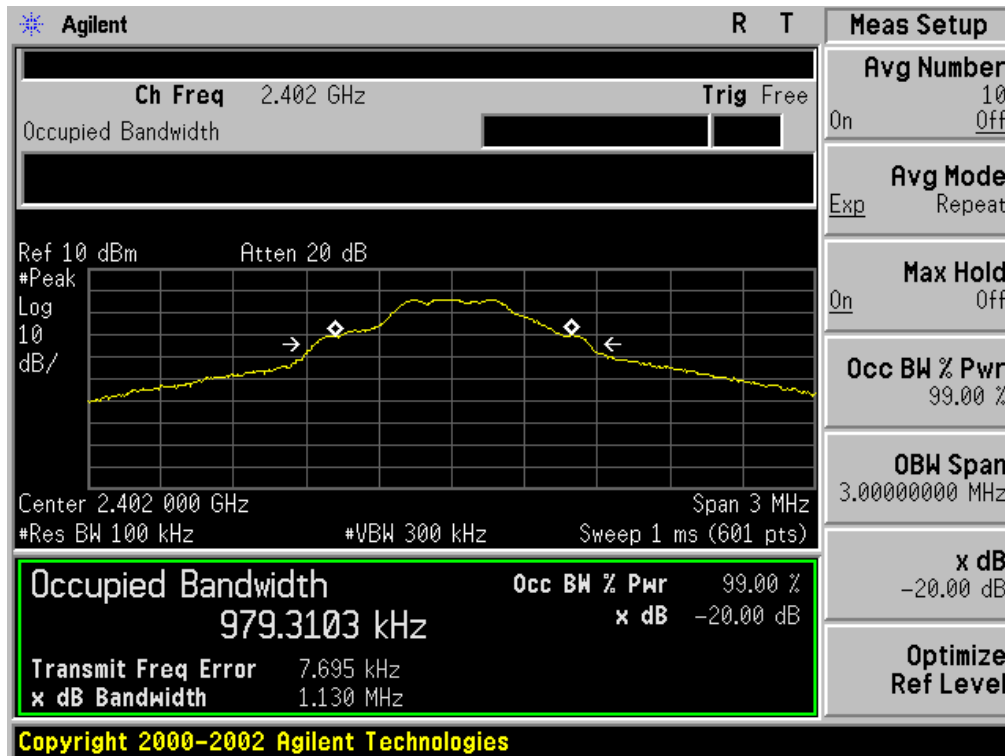 Agilent R T
Ch Freq 2.402 GHz Trig Free
Occupied Bandwidth
Ref 10 dBm Atten 20 dB
#Peak
Log
10
dB/
Center 2.402 000 GHz Span 3 MHz
#Res BW 100 kHz #VBW 300 kHz Sweep 1 ms (601 pts)
Occupied Bandwidth
979.3103 kHz
Occ BW % Pwr 99.00 %
x dB -20.00 dB
Transmit Freq Error 7.695 kHz
x dB Bandwidth 1.130 MHz
Copyright 2000-2002 Agilent Technologies
Meas Setup
Avg Number
10
On Off
Avg Mode
Exp Repeat
Max Hold
On Off
Occ BW % Pwr
99.00 %
OBW Span
3.00000000 MHz
x dB
-20.00 dB
Optimize
Ref Level